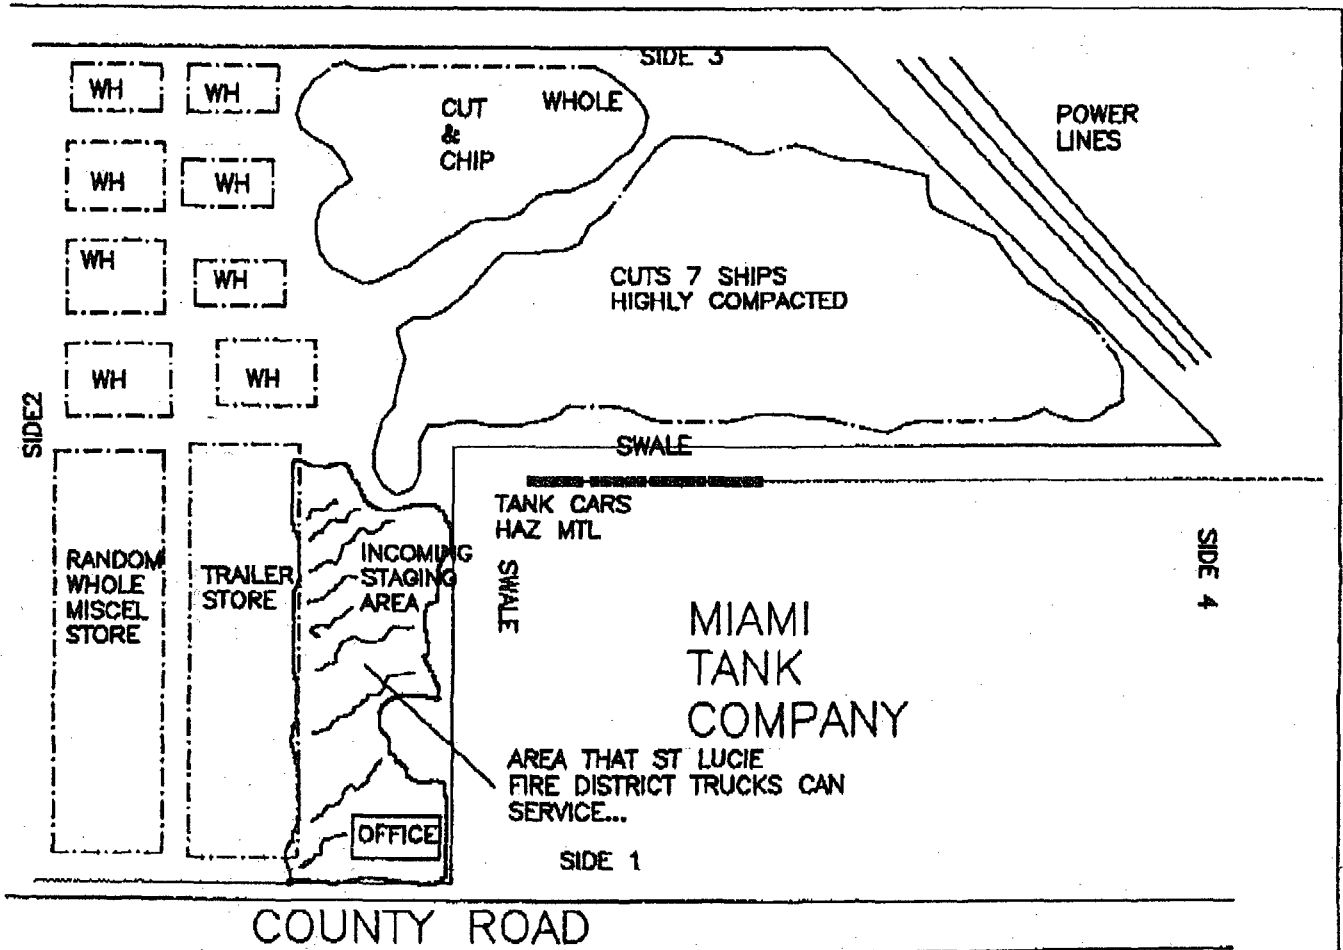 SIDE 3
WH
WH
CUT
&
CHIP
WHOLE
POWER
LINES
WH
WH
WH
WH
CUTS 7 SHIPS
HIGHLY COMPACTED
WH
WH
SIDE2
SWALE
TANK CARS
HAZ MTL
RANDOM
WHOLE
MISCEL
STORE
TRAILER
STORE
INCOMING
STAGING
AREA
SWALE
SIDE 4
MIAMI
TANK
COMPANY
AREA THAT ST LUCIE
FIRE DISTRICT TRUCKS CAN
SERVICE...
OFFICE
SIDE 1
COUNTY ROAD